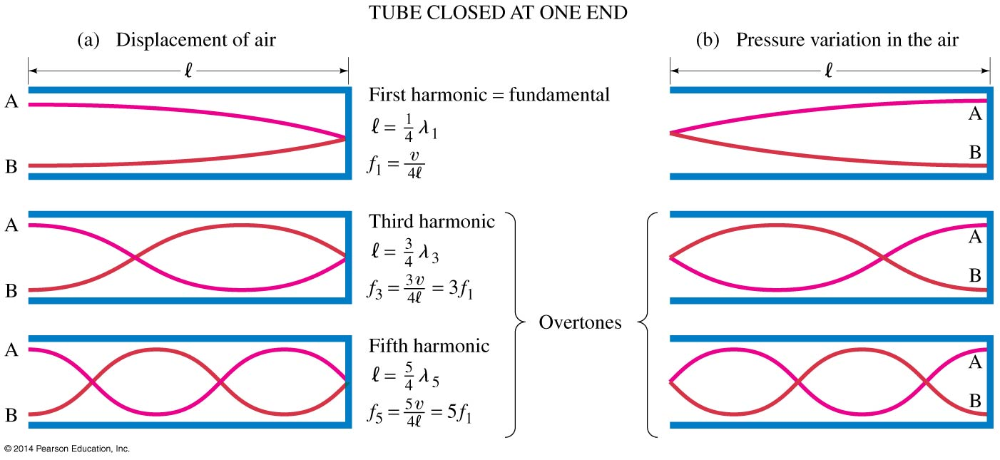 TUBE CLOSED AT ONE END
(a) Displacement of air
(b) Pressure variation in the air
ℓ
ℓ
A
B
First harmonic = fundamental
ℓ = 1/4 λ₁
f₁ = v/4ℓ
A
B
A
B
Third harmonic
ℓ = 3/4 λ₃
f₃ = 3v/4ℓ = 3f₁
A
B
Overtones
A
B
Fifth harmonic
ℓ = 5/4 λ₅
f₅ = 5v/4ℓ = 5f₁
A
B
© 2014 Pearson Education, Inc.